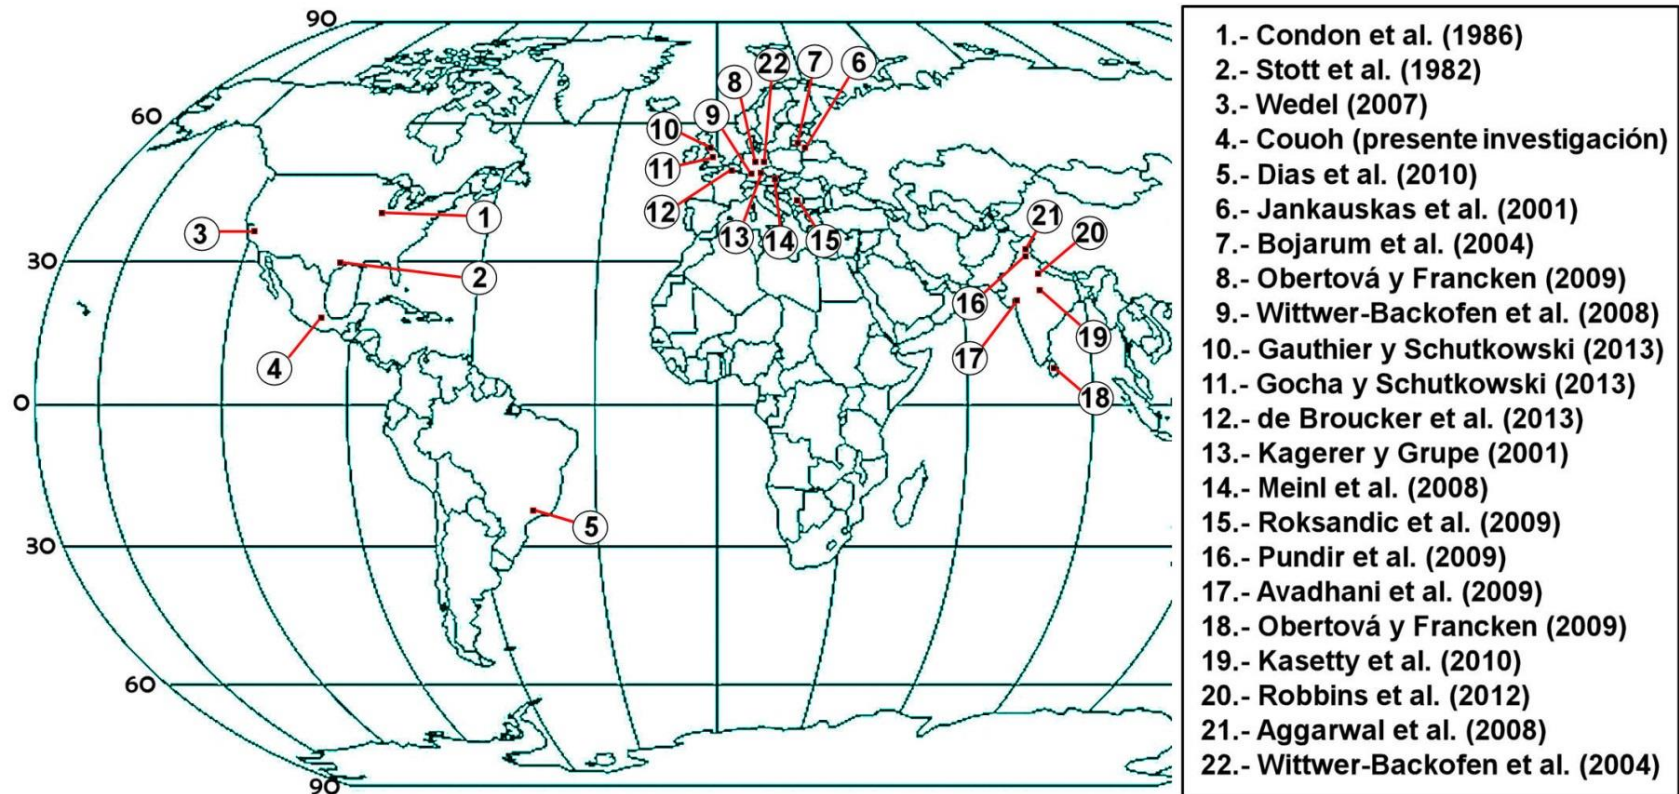 90
60
30
0
30
60
90
1
2
3
4
5
6
7
8
9
10
11
12
13
14
15
16
17
18
19
20
21
22
1.- Condon et al. (1986)
2.- Stott et al. (1982)
3.- Wedel (2007)
4.- Couoh (presente investigación)
5.- Dias et al. (2010)
6.- Jankauskas et al. (2001)
7.- Bojarum et al. (2004)
8.- Obertová y Francken (2009)
9.- Wittwer-Backofen et al. (2008)
10.- Gauthier y Schutkowski (2013)
11.- Gocha y Schutkowski (2013)
12.- de Broucker et al. (2013)
13.- Kagerer y Grupe (2001)
14.- Meinl et al. (2008)
15.- Roksandic et al. (2009)
16.- Pundir et al. (2009)
17.- Avadhani et al. (2009)
18.- Obertová y Francken (2009)
19.- Kasetty et al. (2010)
20.- Robbins et al. (2012)
21.- Aggarwal et al. (2008)
22.- Wittwer-Backofen et al. (2004)